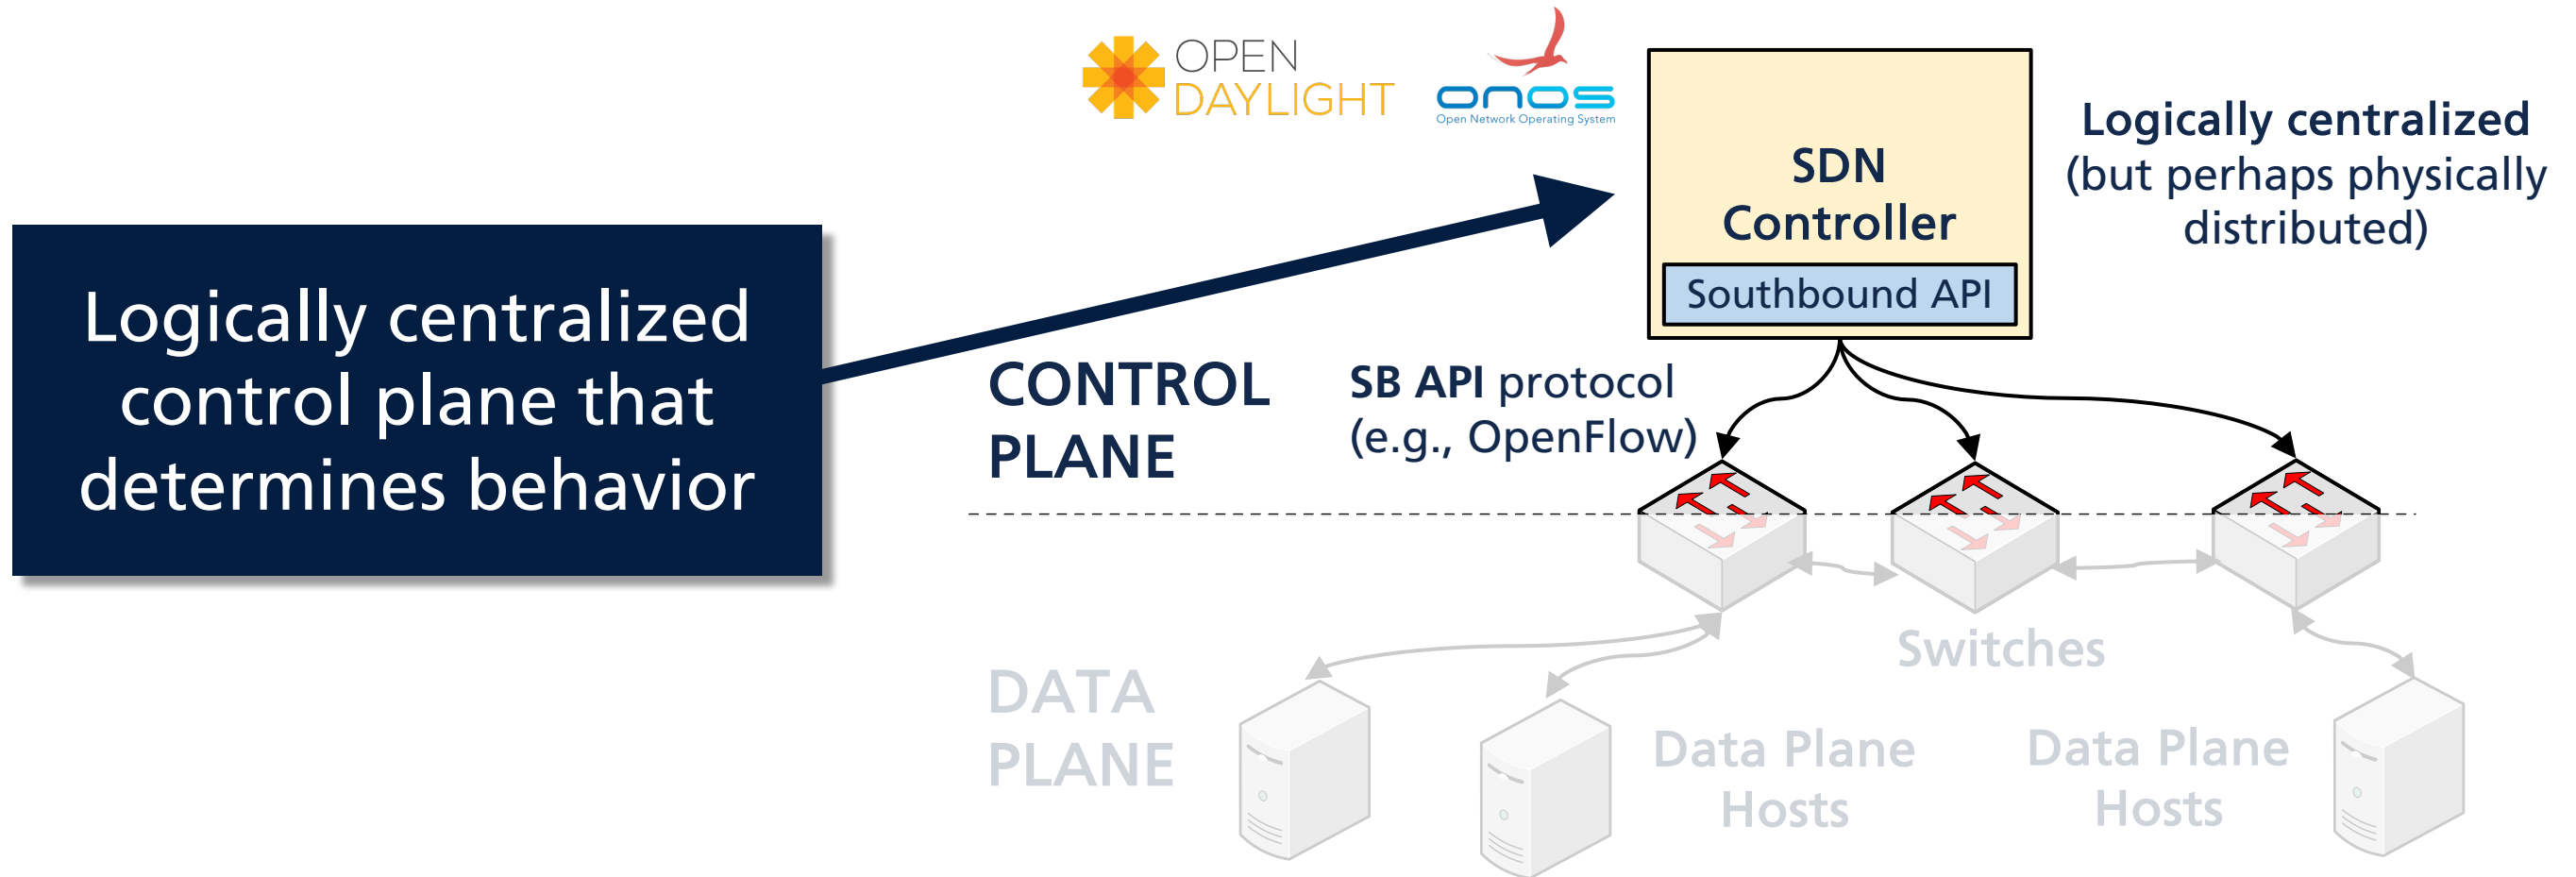 OPEN
DAYLIGHT
onos
Open Network Operating System
SDN
Controller
Southbound API
Logically centralized
(but perhaps physically
distributed)
Logically centralized
control plane that
determines behavior
CONTROL
PLANE
SB API protocol
(e.g., OpenFlow)
Switches
DATA
PLANE
Data Plane
Hosts
Data Plane
Hosts